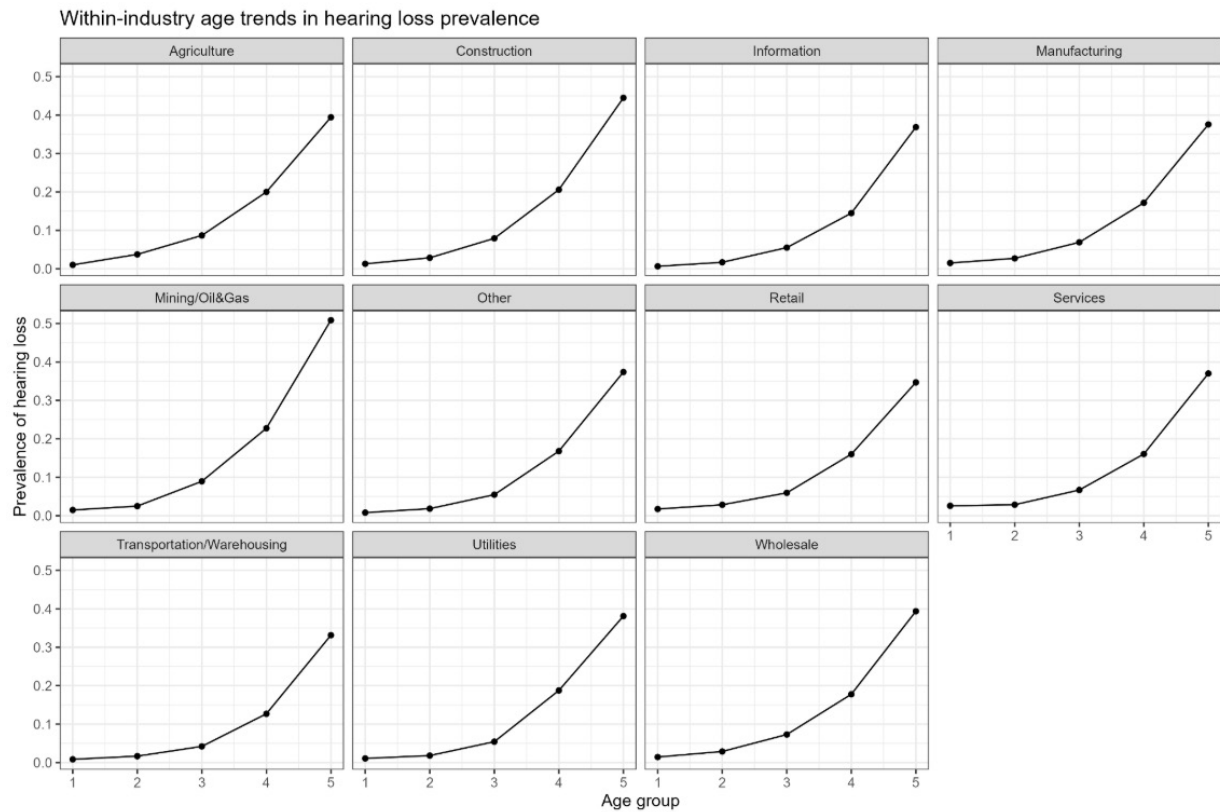 Within-industry age trends in hearing loss prevalence
Agriculture
Construction
Information
Manufacturing
0.5
0.4
0.3
0.2
0.1
0.0
Mining/Oil&Gas
Other
Retail
Services
0.5
0.4
0.3
0.2
0.1
0.0
Prevalence of hearing loss
1 2 3 4 5
Transportation/Warehousing
Utilities
Wholesale
0.5
0.4
0.3
0.2
0.1
0.0
1 2 3 4 5
1 2 3 4 5
1 2 3 4 5
Age group